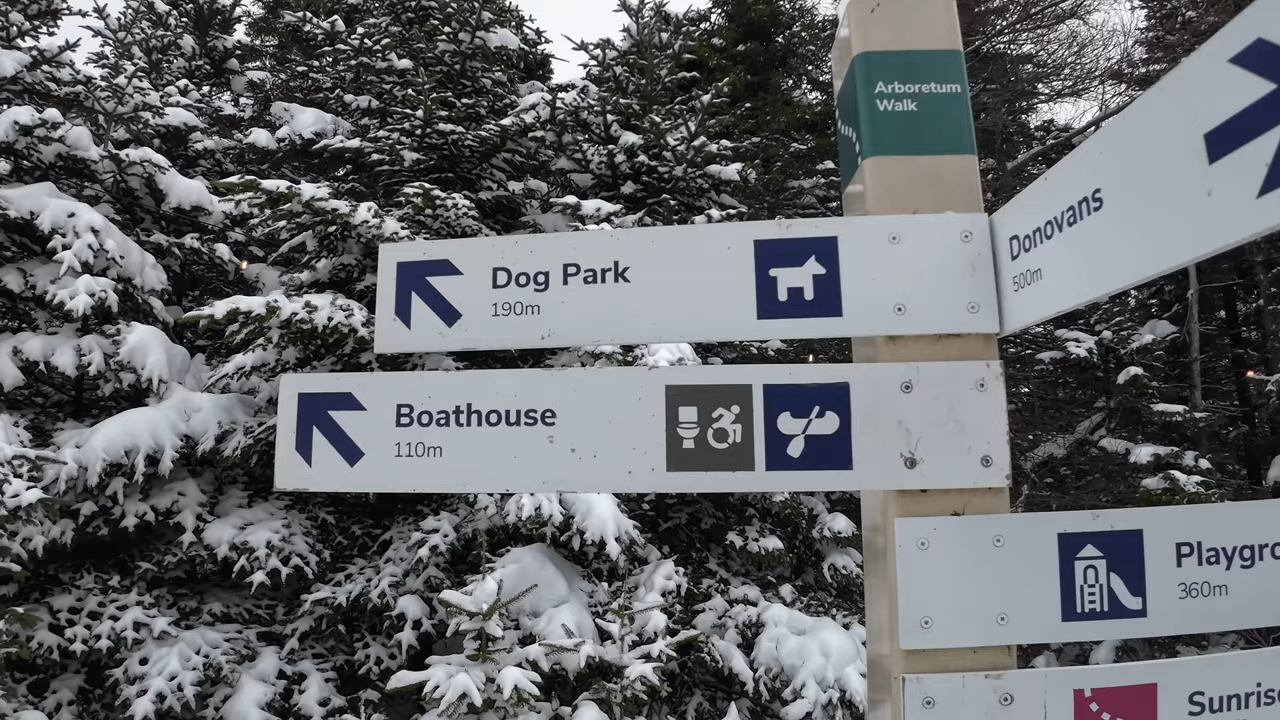 Arboretum
Walk
Dog Park
190m
Donovans
500m
Boathouse
110m
360m